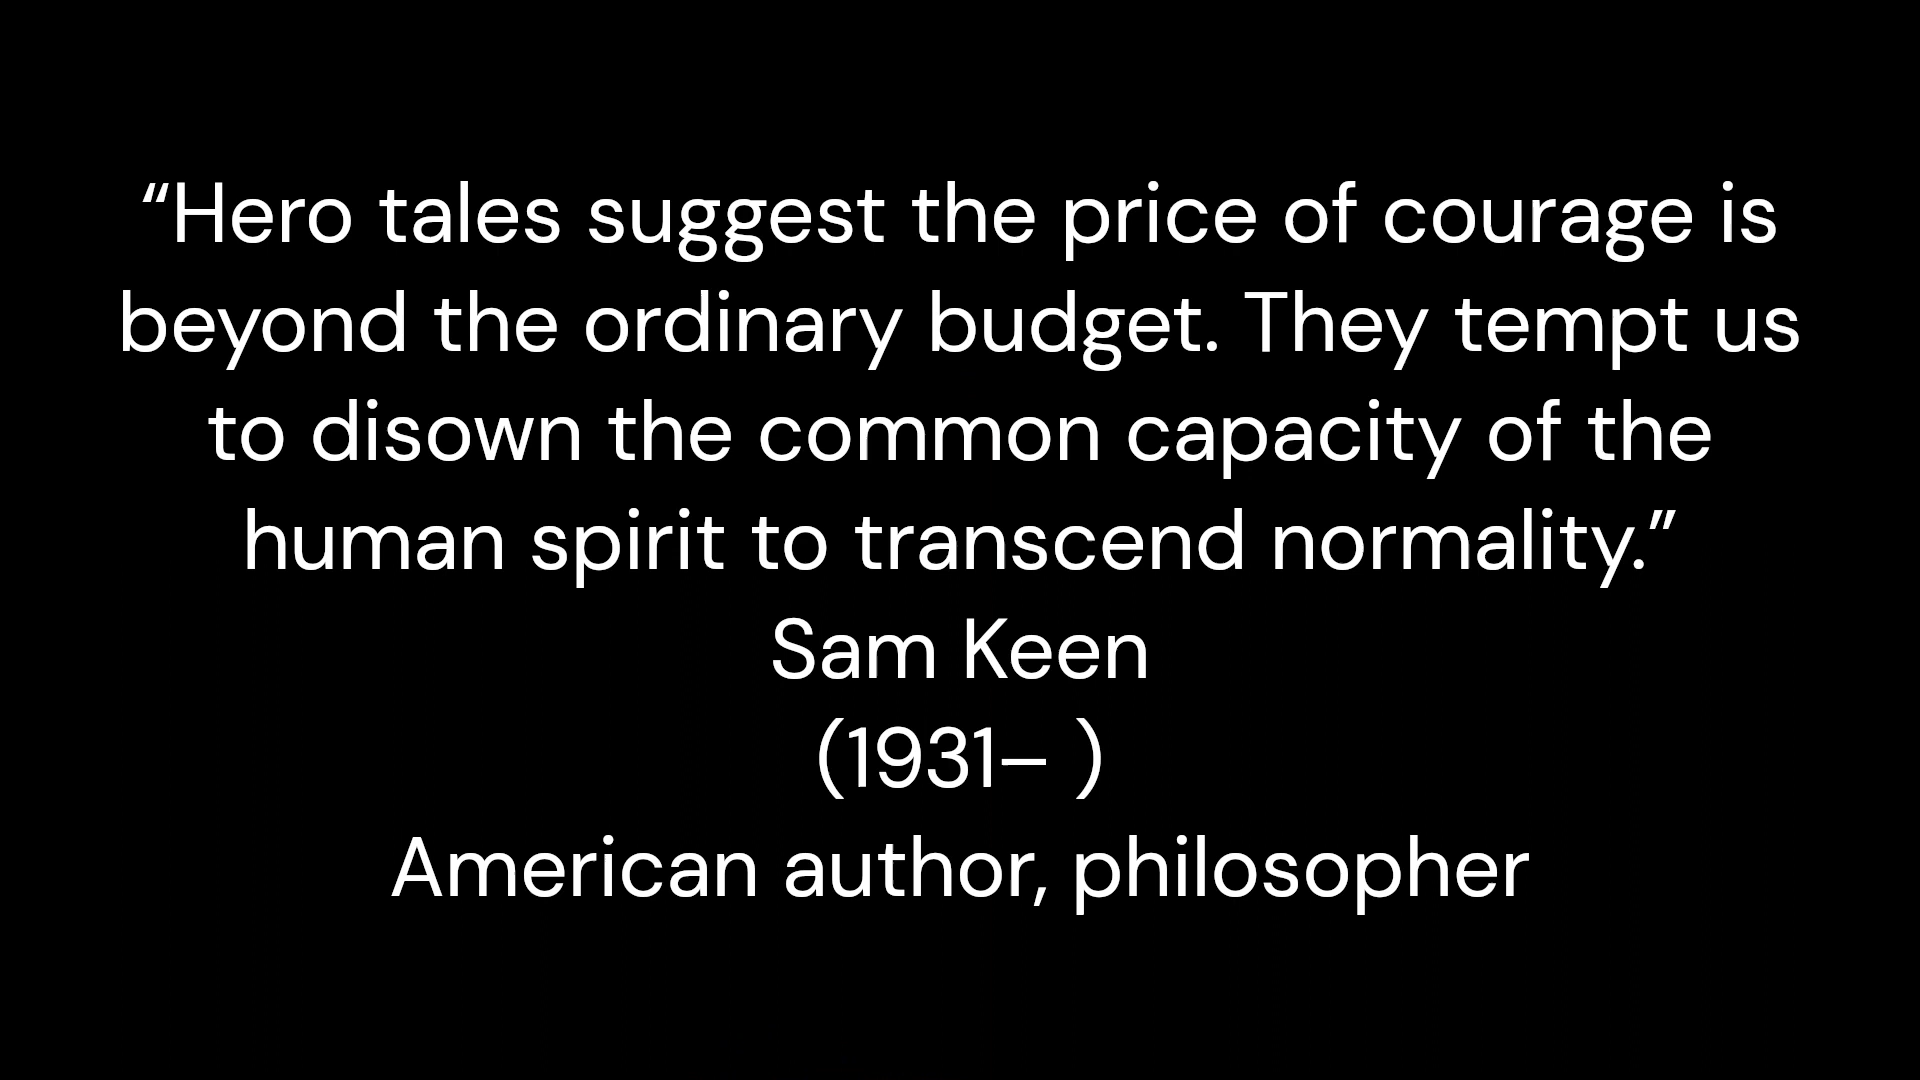 “Hero tales suggest the price of courage is
beyond the ordinary budget. They tempt us
to disown the common capacity of the
human spirit to transcend normality.”
Sam Keen
(1931– )
American author, philosopher